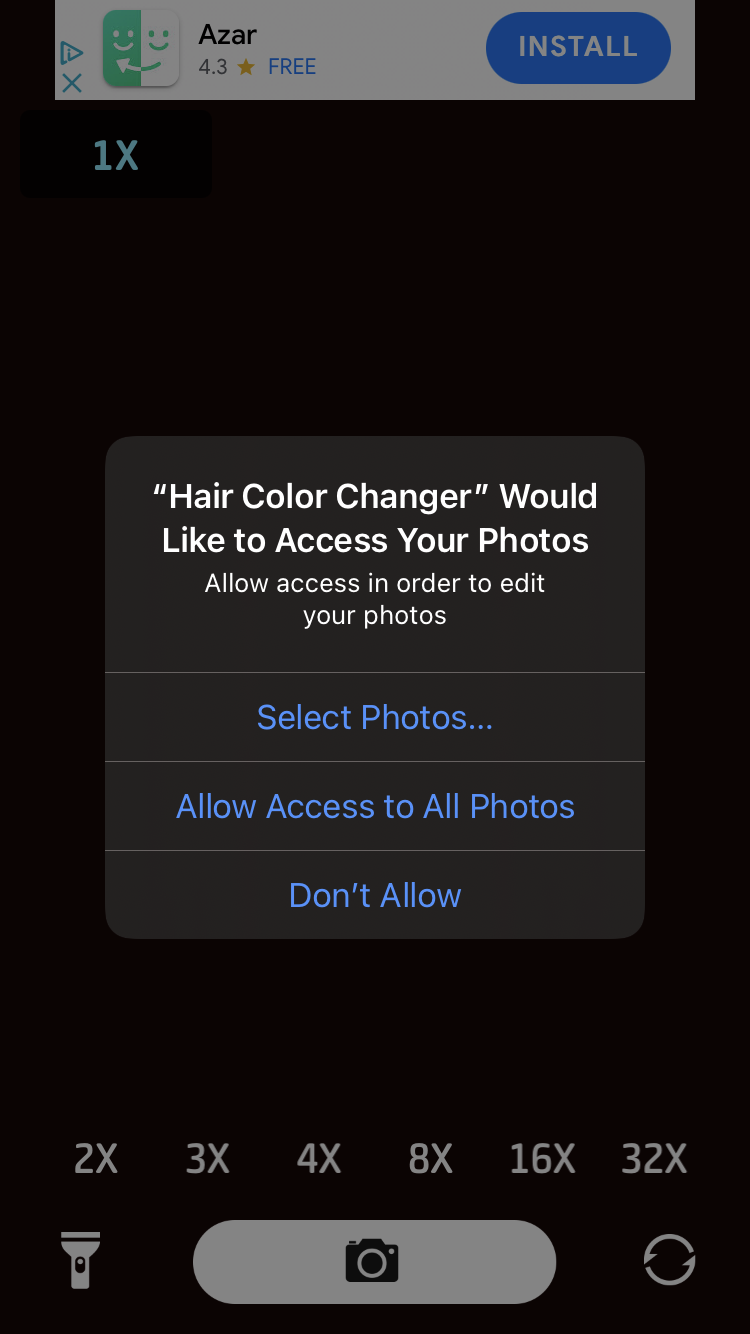 Azar
4.3 ★ FREE
INSTALL
1X
“Hair Color Changer” Would
Like to Access Your Photos
Allow access in order to edit
your photos
Select Photos...
Allow Access to All Photos
Don’t Allow
2X 3X 4X 8X 16X 32X